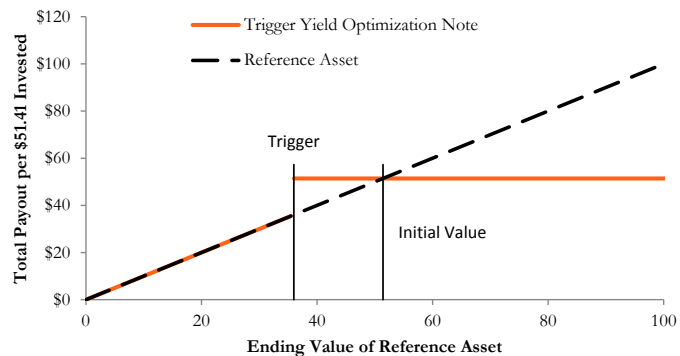 Total Payout per $51.41 Invested
$120
$100
$80
$60
$40
$20
$0
Trigger Yield Optimization Note
Reference Asset
Trigger
Initial Value
0
20
40
60
80
100
Ending Value of Reference Asset